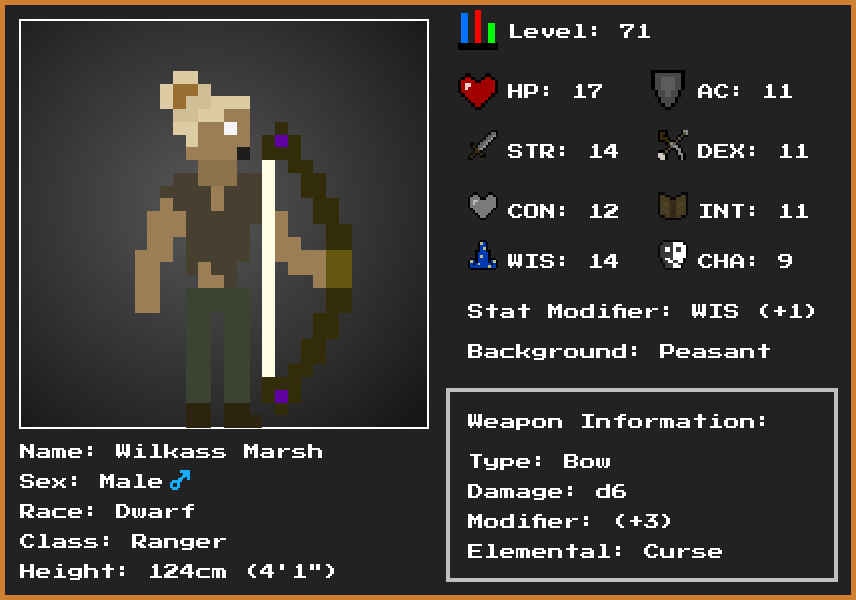 Level: 71
HP: 17
AC: 11
STR: 14
DEX: 11
CON: 12
INT: 11
WIS: 14
CHA: 9
Stat Modifier: WIS (+1)
Background: Peasant
Weapon Information:
Type: Bow
Damage: d6
Modifier: (+3)
Elemental: Curse
Name: Wilkass Marsh
Sex: Male ♂
Race: Dwarf
Class: Ranger
Height: 124cm (4'1")